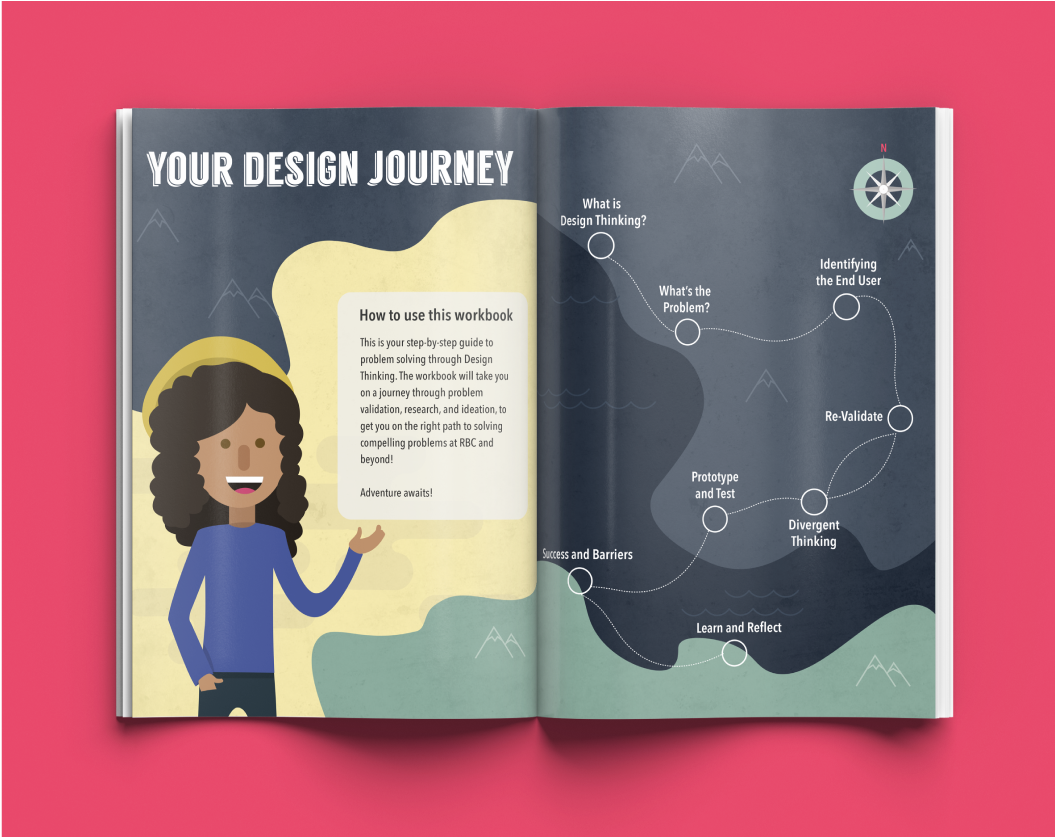 YOUR DESIGN JOURNEY
How to use this workbook
This is your step-by-step guide to
problem solving through Design
Thinking. The workbook will take you
on a journey through problem
validation, research, and ideation, to
get you on the right path to solving
compelling problems at RBC and
beyond!
Adventure awaits!
N
What is
Design Thinking?
What's the
Problem?
Identifying
the End User
Re-Validate
Prototype
and Test
Divergent
Thinking
Success and Barriers
Learn and Reflect